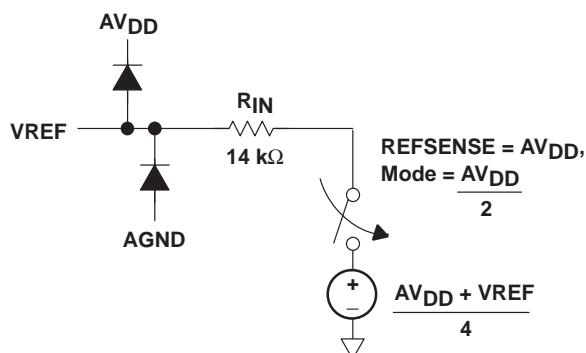 AVDD
RIN
VREF
14 kΩ
REFSENSE = AVDD,
Mode = AVDD
2
AGND
+
–
AVDD + VREF
4